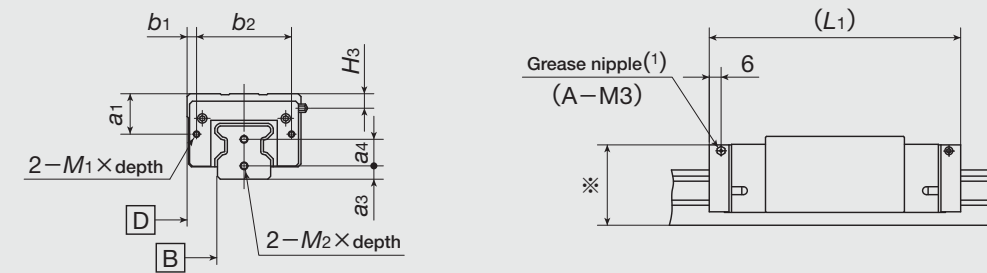 b1 b2
H3
a1
a4
a3
2−M1×depth
D
B
2−M2×depth
(L1)
Grease nipple(1) 6
(A−M3)
※